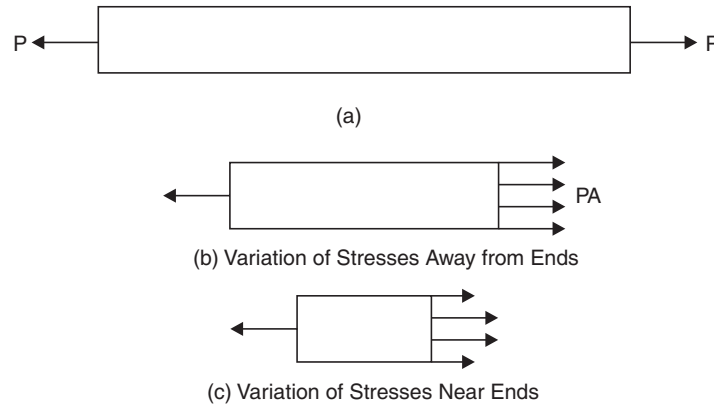 P P
(a)
PA
(b) Variation of Stresses Away from Ends
(c) Variation of Stresses Near Ends